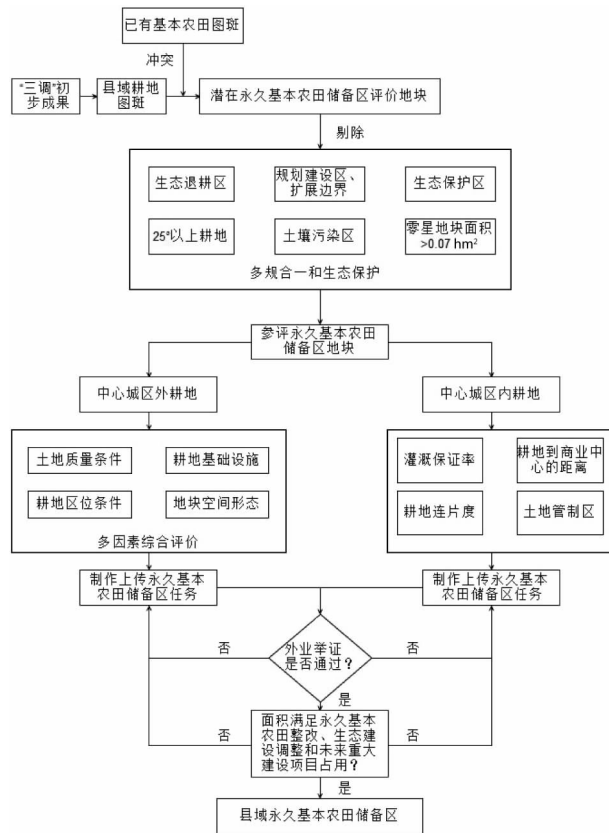 已有基本农田图斑
冲突
“三调”初
步成果
县域耕地
图斑
潜在永久基本农田储备区评价地块
剔除
生态退耕区
规划建设区、
扩展边界
生态保护区
25°以上耕地
土壤污染区
零星地块面积
>0.07 hm²
多规合一和生态保护
参评永久基本农田
储备区地块
中心城区外耕地
中心城区内耕地
土地质量条件
耕地基础设施
耕地区位条件
地块空间形态
多因素综合评价
灌溉保证率
耕地到商业中
心的距离
耕地连片度
土地管制区
制作上传永久基本
农田储备区任务
制作上传永久基本
农田储备区任务
否
外业举证
是否通过？
否
是
否
面积满足永久基本
农田整改、生态建
设调整和未来重大
建设项目占用？
否
是
县域永久基本农田储备区